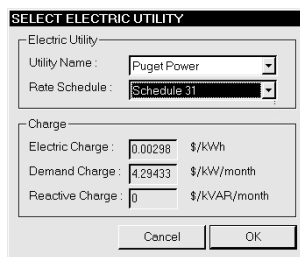 SELECT ELECTRIC UTILITY
Electric Utility
Utility Name : Puget Power
Rate Schedule : Schedule 31
Charge
Electric Charge : 0.00298 $/kWh
Demand Charge : 4.29433 $/kW/month
Reactive Charge : 0 $/kVAR/month
Cancel OK